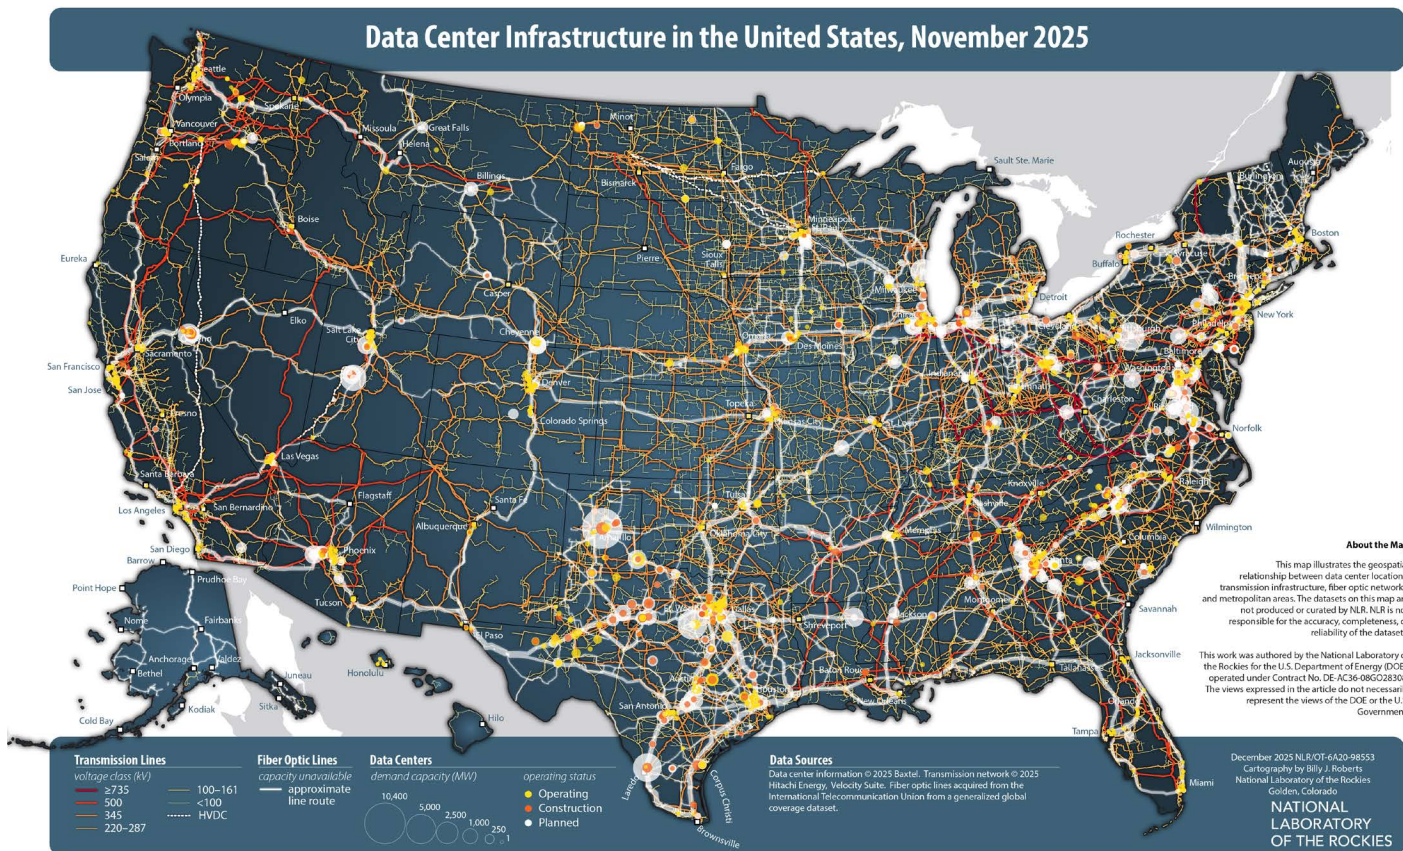 Data Center Infrastructure in the United States, November 2025
Seattle
Olympia
Spokane
Vancouver
Portland
Salem
Missoula
Great Falls
Helena
Billings
Boise
Eureka
Elko
Salt Lake
City
Sacramento
San Francisco
San Jose
Fresno
Las Vegas
Santa Barbara
Los Angeles
San Bernardino
San Diego
Flagstaff
Phoenix
Tucson
Albuquerque
Santa Fe
El Paso
Casper
Cheyenne
Denver
Colorado Springs
Minot
Bismarck
Fargo
Pierre
Sioux
Falls
Minneapolis
Omaha
Des Moines
Topeka
Kansas City
Tulsa
Oklahoma City
Amarillo
Dallas
Austin
San Antonio
Houston
Laredo
Corpus Christi
Brownsville
Shreveport
Jackson
Baton Rouge
New Orleans
Memphis
Nashville
Knoxville
Montgomery
Tallahassee
Jacksonville
Orlando
Tampa
Miami
Savannah
Columbia
Wilmington
Raleigh
Norfolk
Charleston
Washington
Baltimore
Philadelphia
New York
Boston
Augusta
Burlington
Syracuse
Rochester
Buffalo
Pittsburgh
Cleveland
Detroit
Sault Ste. Marie
Milwaukee
Indianapolis
Barrow
Prudhoe Bay
Point Hope
Nome
Fairbanks
Anchorage
Valdez
Bethel
Juneau
Sitka
Kodiak
Cold Bay
Honolulu
Hilo
About the Ma
This map illustrates the geospatia
relationship between data center location
transmission infrastructure, fiber optic network
and metropolitan areas. The datasets on this map ar
not produced or curated by NLR. NLR is no
responsible for the accuracy, completeness, o
reliability of the dataset
This work was authored by the National Laboratory o
the Rockies for the U.S. Department of Energy (DOE
operated under Contract No. DE-AC36-08GO28308
The views expressed in the article do not necessaril
represent the views of the DOE or the U.
Governmen
Transmission Lines
voltage class (kV)
≥735
500
345
220–287
100–161
<100
HVDC
Fiber Optic Lines
capacity unavailable
approximate
line route
Data Centers
demand capacity (MW)
10,400
5,000
2,500
1,000
250
1
operating status
Operating
Construction
Planned
Data Sources
Data center information © 2025 Baxtel. Transmission network © 2025
Hitachi Energy, Velocity Suite. Fiber optic lines acquired from the
International Telecommunication Union from a generalized global
coverage dataset.
December 2025 NLR/OT-6A20-98553
Cartography by Billy J. Roberts
National Laboratory of the Rockies
Golden, Colorado
NATIONAL
LABORATORY
OF THE ROCKIES